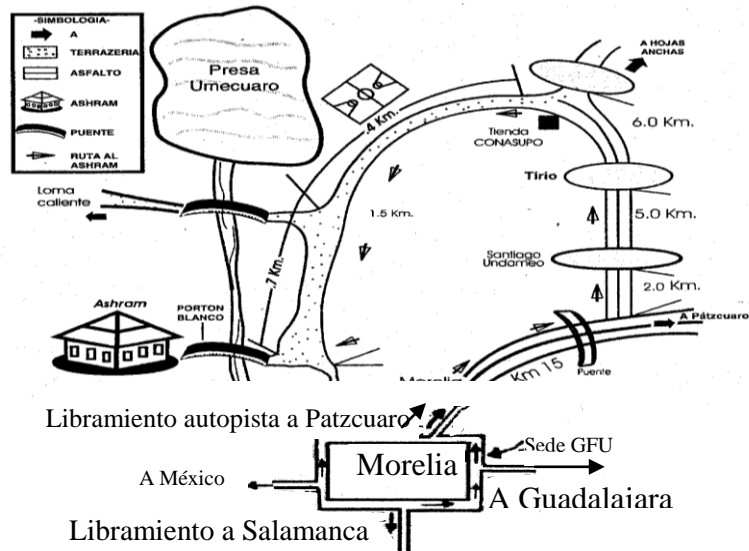 -SIMBOLOGIA-
A
TERRAZERIA
ASFALTO
ASHRAM
PUENTE
RUTA AL
ASHRAM
Presa
Umecuaro
A HOJAS
ANCHAS
.4 Km.
Tienda
CONASUPO
6.0 Km.
Tirio
Loma
caliente
1.5 Km.
5.0 Km.
.7 Km.
Santiago
Undameo
2.0 Km.
Ashram
PORTON
BLANCO
A Pátzcuaro
Puente
Morelia
Km 15
Libramiento autopista a Patzcuaro
Sede GFU
Morelia
A México
A Guadalajara
Libramiento a Salamanca